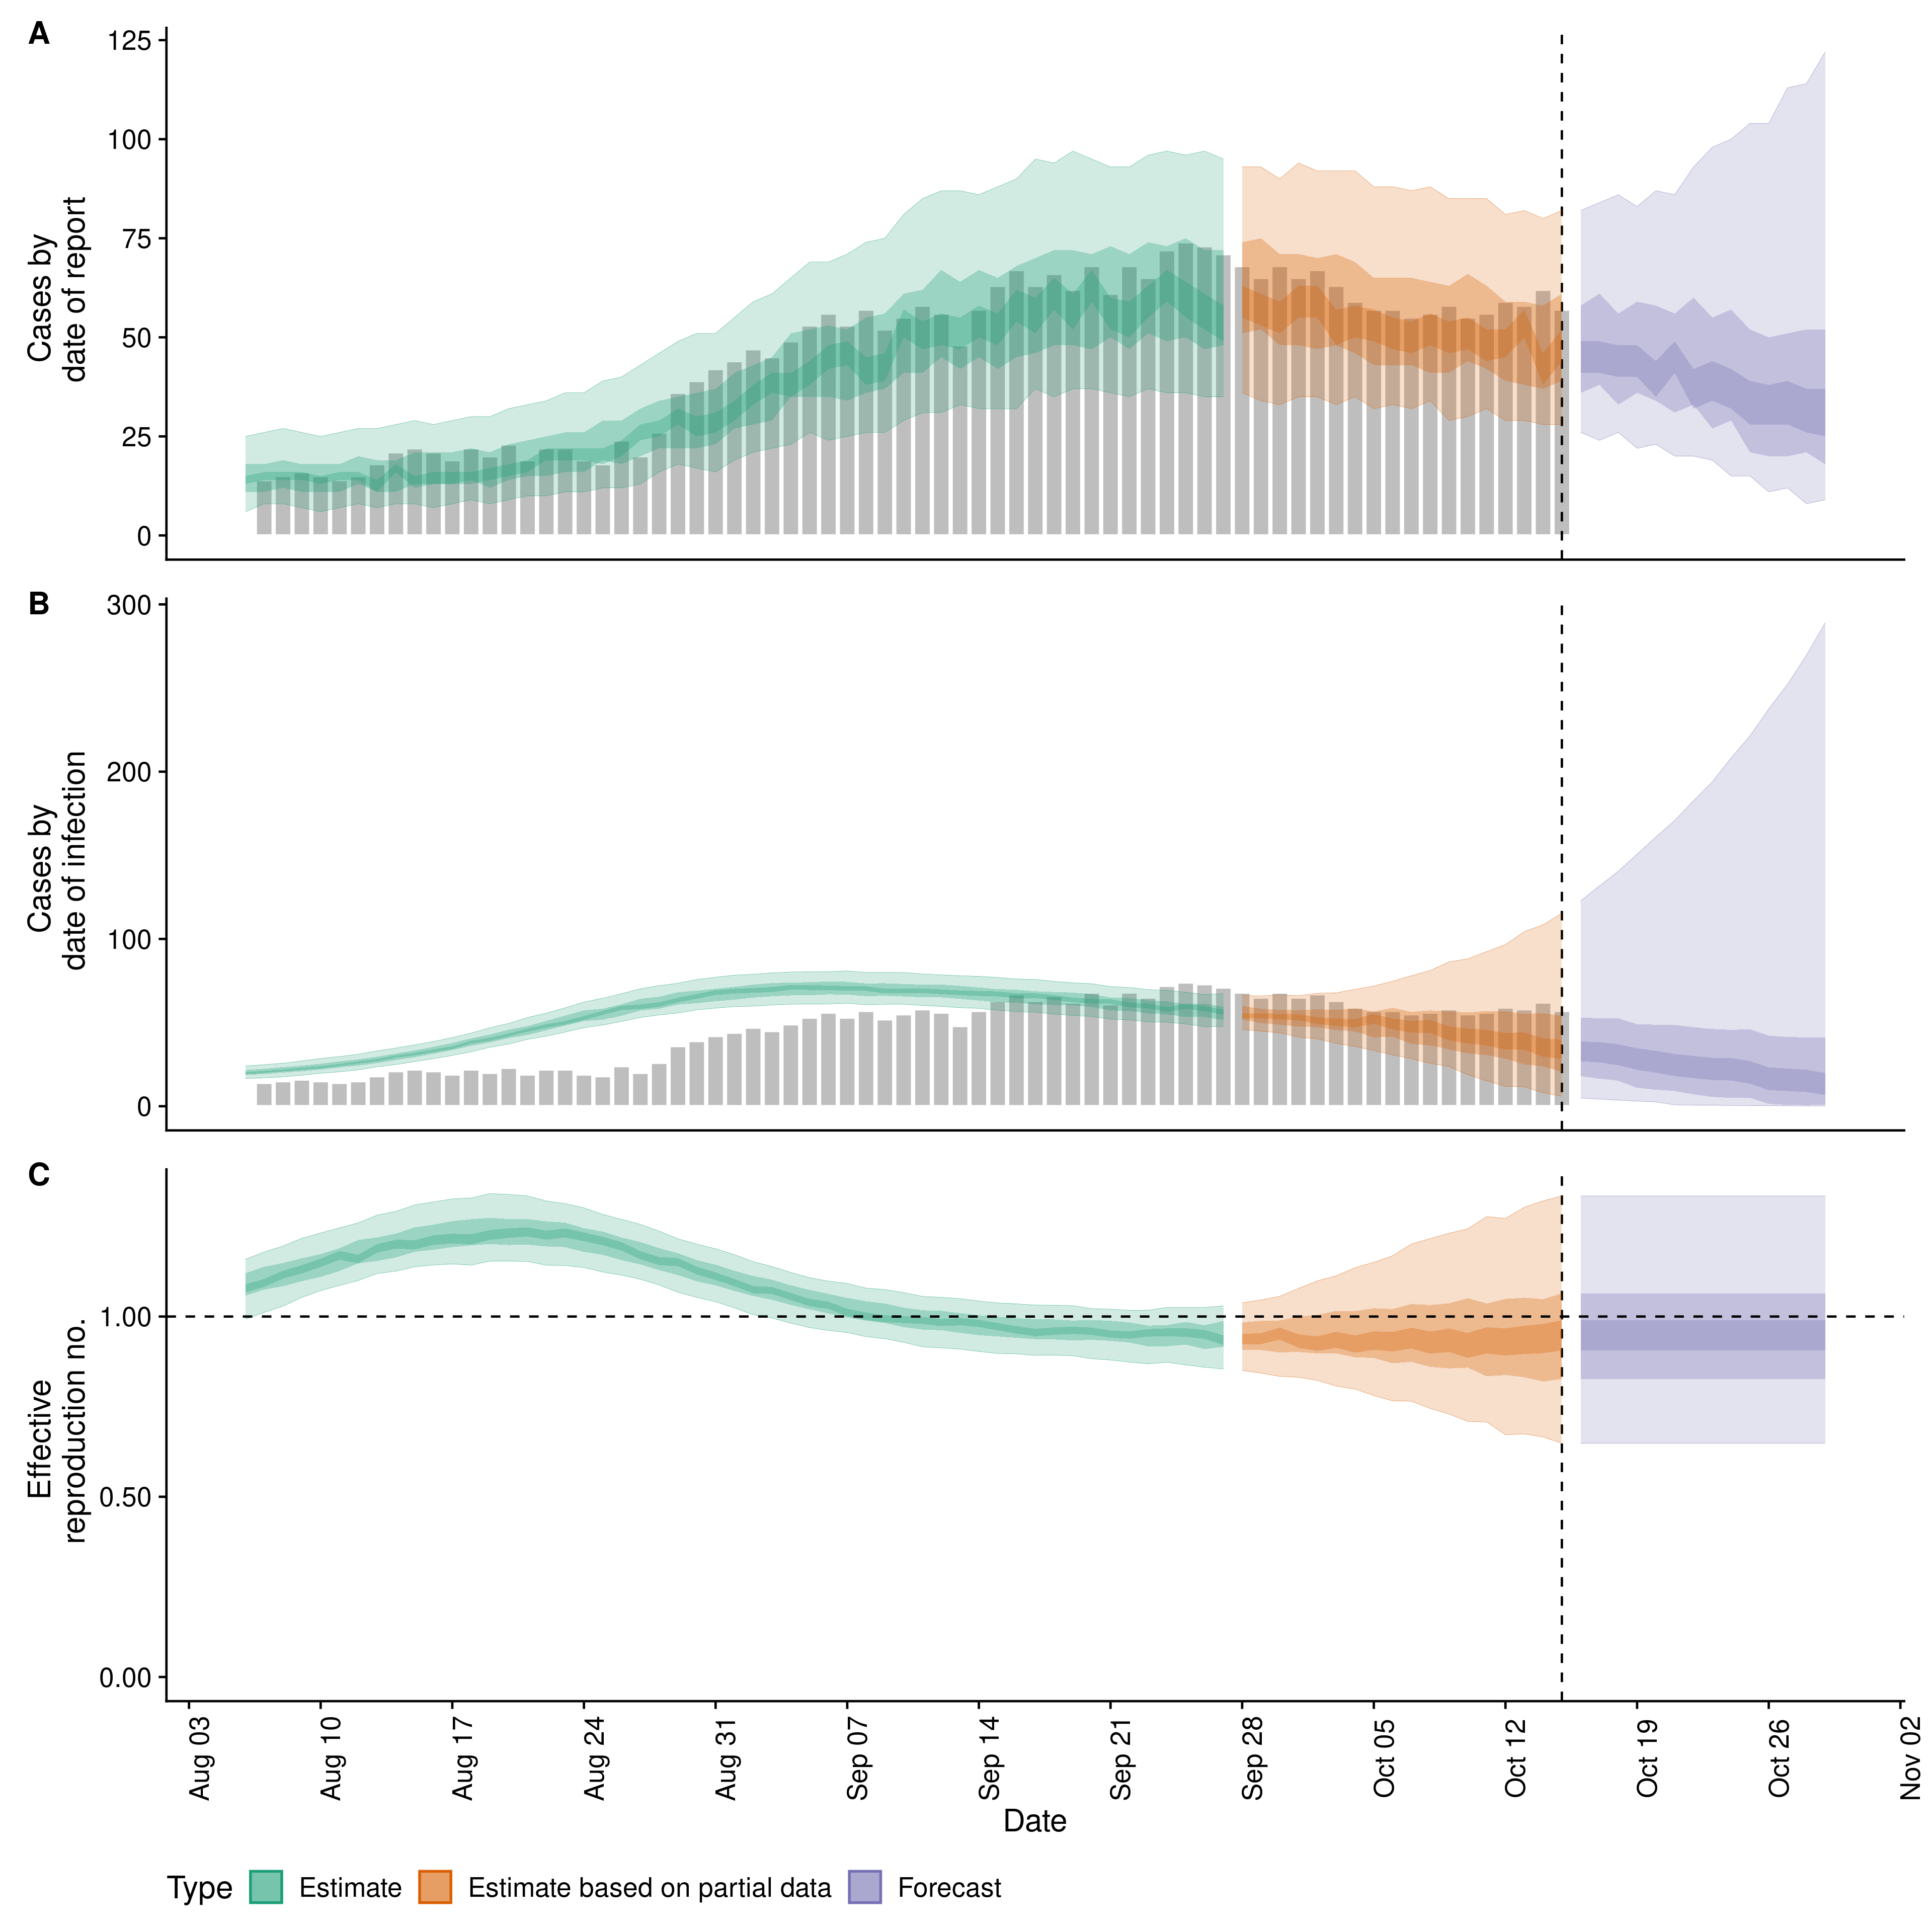 A
125
100
75
50
25
0
Cases by
date of report
B
300
200
100
0
Cases by
date of infection
C
1.00
0.50
0.00
Effective
reproduction no.
Aug 03
Aug 10
Aug 17
Aug 24
Aug 31
Sep 07
Sep 14
Sep 21
Sep 28
Oct 05
Oct 12
Oct 19
Oct 26
Nov 02
Date
Type Estimate Estimate based on partial data Forecast